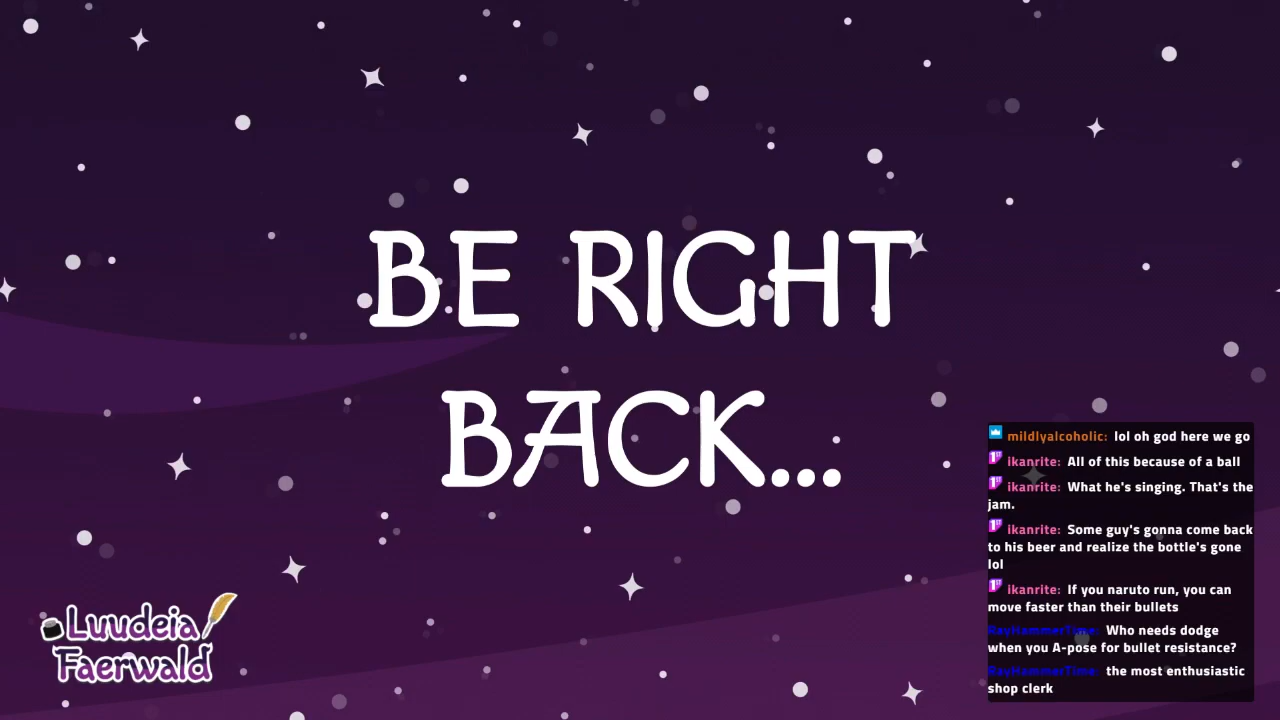 BE RIGHT
BACK...
mildlyalcoholic: lol oh god here we go
ikanrite: All of this because of a ball
ikanrite: What he's singing. That's the
jam.
ikanrite: Some guy's gonna come back
to his beer and realize the bottle's gone
lol
ikanrite: If you naruto run, you can
move faster than their bullets
RayHammerTime: Who needs dodge
when you A-pose for bullet resistance?
RayHammerTime: the most enthusiastic
shop clerk
Luudeia
Faerwald